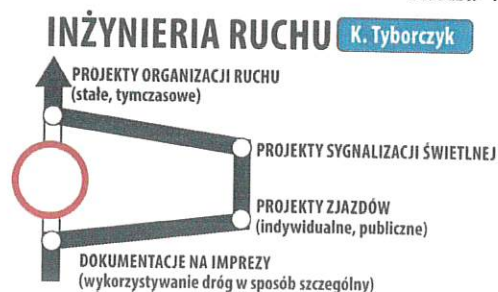 INŻYNIERIA RUCHU K. Tyborczyk
PROJEKTY ORGANIZACJI RUCHU
(stałe, tymczasowe)
PROJEKTY SYGNALIZACJI ŚWIETLNEJ
PROJEKTY ZJAZDÓW
(indywidualne, publiczne)
DOKUMENTACJE NA IMPREZY
(wykorzystywanie dróg w sposób szczególny)